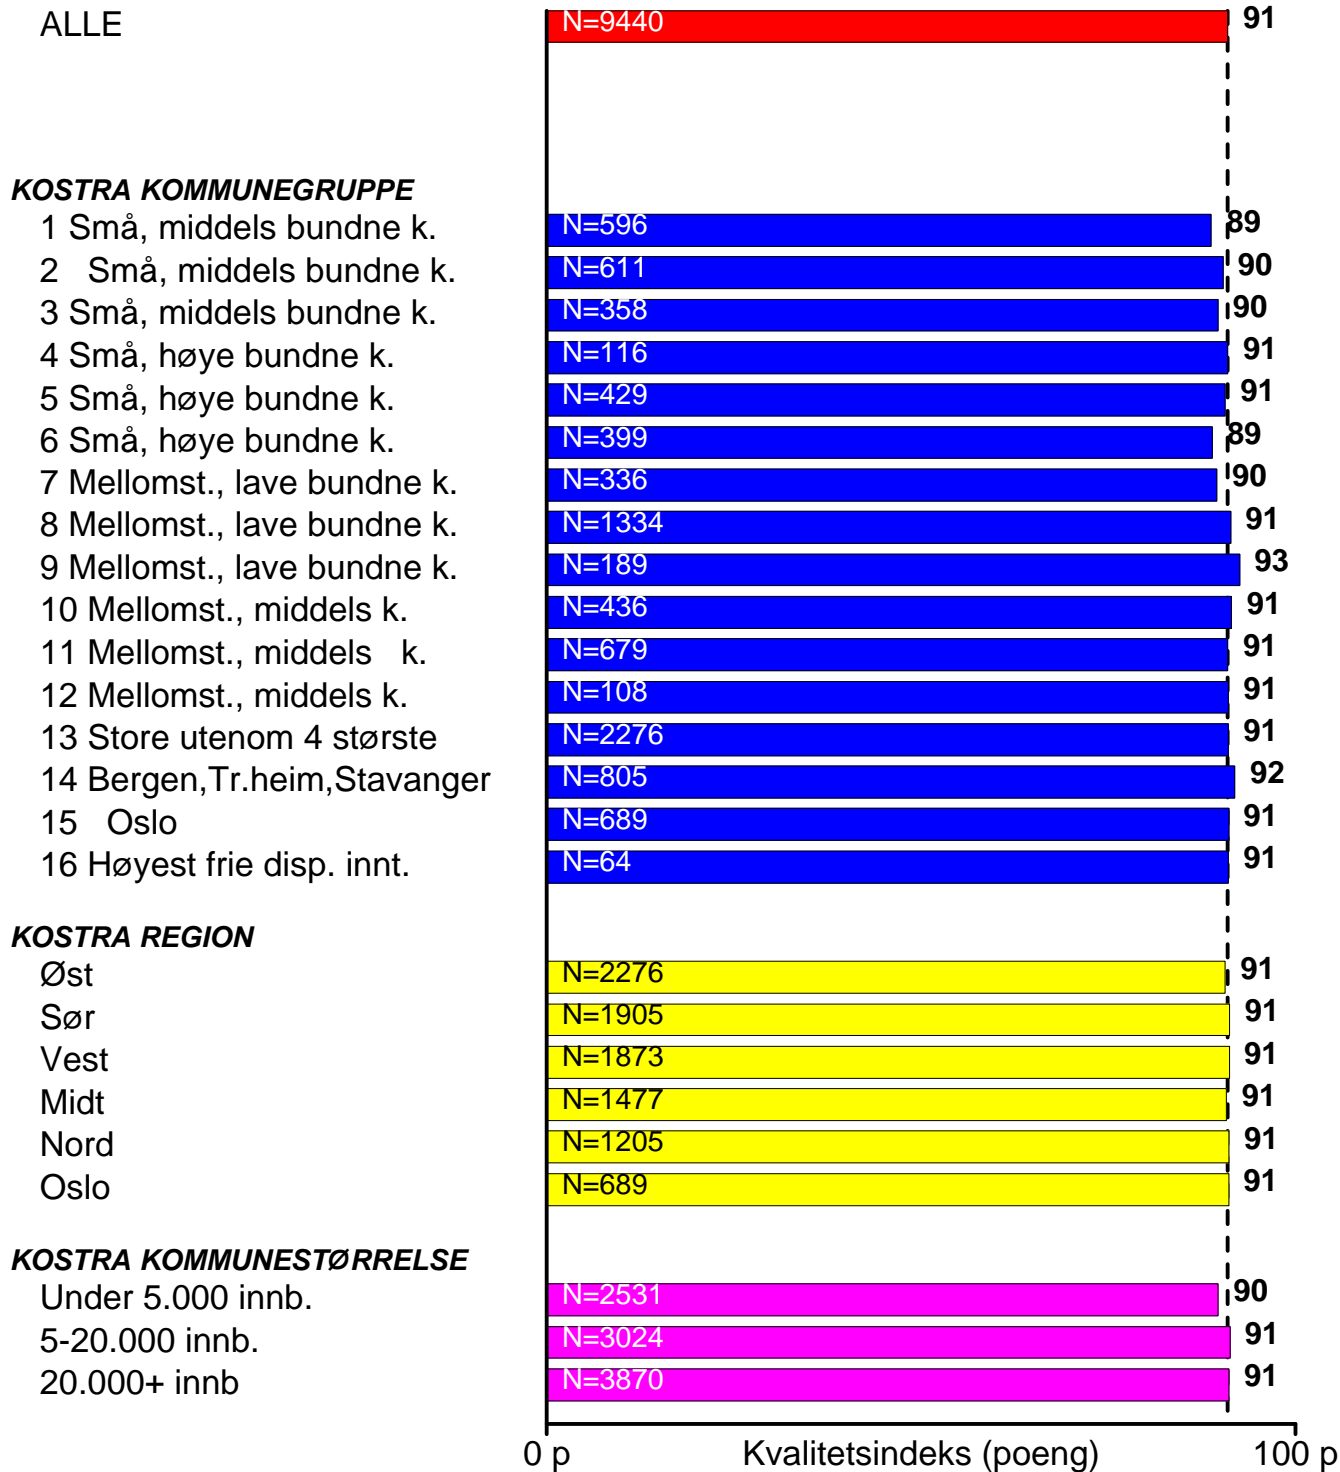 ALLE N=9440 91
KOSTRA KOMMUNEGRUPPE
1 Små, middels bundne k. N=596 89
2 Små, middels bundne k. N=611 90
3 Små, middels bundne k. N=358 90
4 Små, høye bundne k. N=116 91
5 Små, høye bundne k. N=429 91
6 Små, høye bundne k. N=399 89
7 Mellomst., lave bundne k. N=336 90
8 Mellomst., lave bundne k. N=1334 91
9 Mellomst., lave bundne k. N=189 93
10 Mellomst., middels k. N=436 91
11 Mellomst., middels k. N=679 91
12 Mellomst., middels k. N=108 91
13 Store utenom 4 største N=2276 91
14 Bergen,Tr.heim,Stavanger N=805 92
15 Oslo N=689 91
16 Høyest frie disp. innt. N=64 91
KOSTRA REGION
Øst N=2276 91
Sør N=1905 91
Vest N=1873 91
Midt N=1477 91
Nord N=1205 91
Oslo N=689 91
KOSTRA KOMMUNESTØRRELSE
Under 5.000 innb. N=2531 90
5-20.000 innb. N=3024 91
20.000+ innb N=3870 91
0 p Kvalitetsindeks (poeng) 100 p